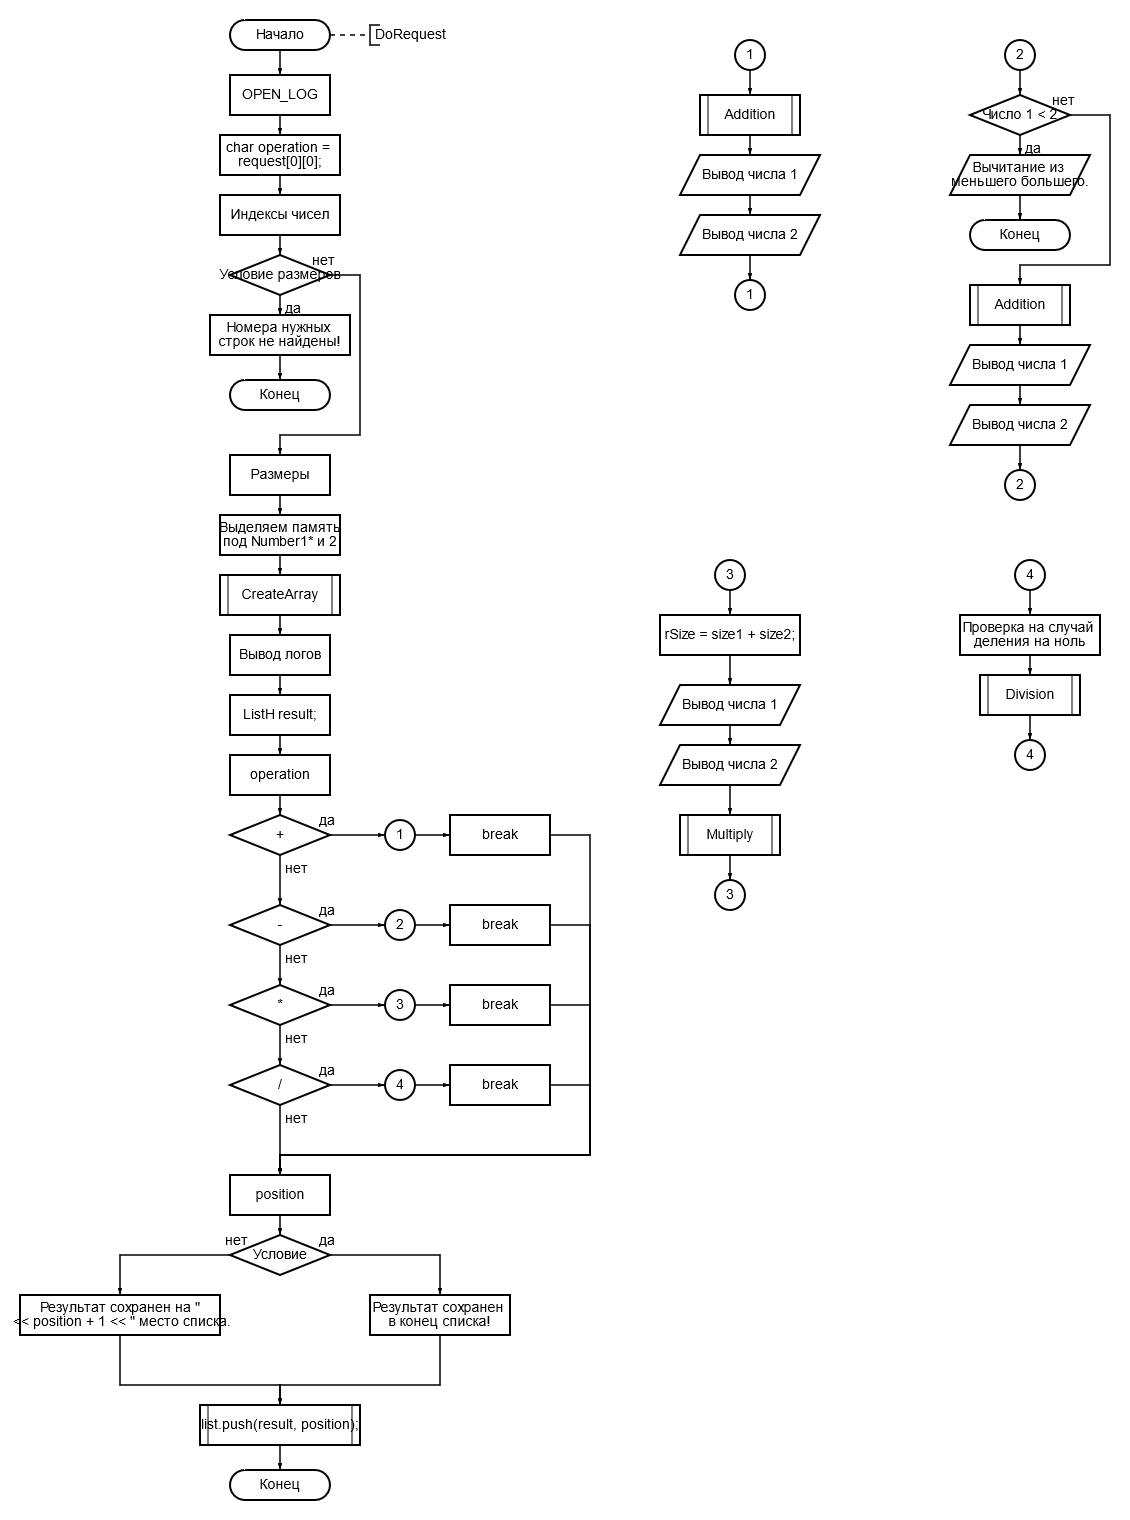 Начало
DoRequest
OPEN_LOG
char operation =
request[0][0];
Индексы чисел
нет
Условие размеров
да
Номера нужных
строк не найдены!
Конец
Размеры
Выделяем память
под Number1* и 2
CreateArray
Вывод логов
ListH result;
operation
+
да
1
break
нет
-
да
2
break
нет
*
да
3
break
нет
/
да
4
break
нет
position
нет
Условие
да
Результат сохранен на "
<< position + 1 << " место списка.
Результат сохранен
в конец списка!
list.push(result, position);
Конец
1
Addition
Вывод числа 1
Вывод числа 2
1
2
нет
Число 1 < 2
да
Вычитание из
меньшего большего.
Конец
Addition
Вывод числа 1
Вывод числа 2
2
3
rSize = size1 + size2;
Вывод числа 1
Вывод числа 2
Multiply
3
4
Проверка на случай
деления на ноль
Division
4